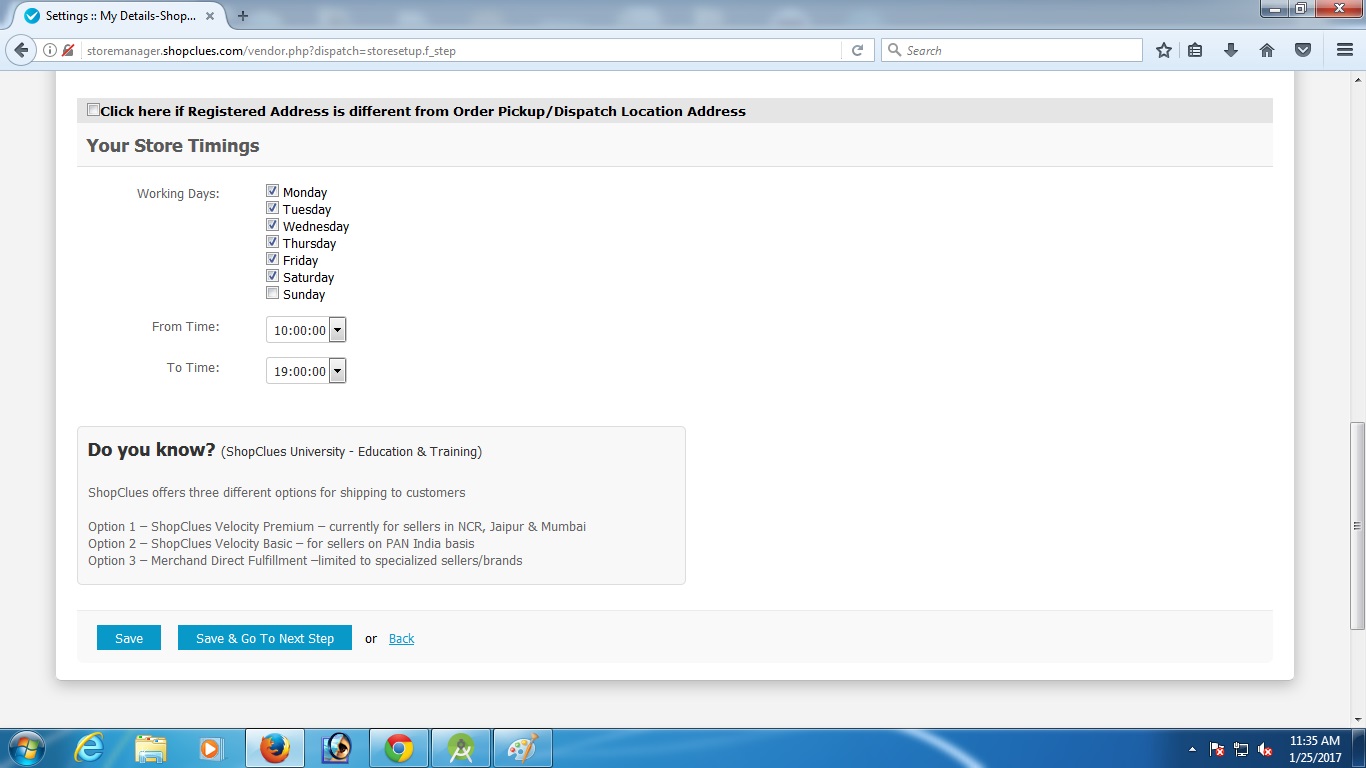 Settings :: My Details-Shop...
storemanager.shopclues.com/vendor.php?dispatch=storesetup.f_step
Search
Click here if Registered Address is different from Order Pickup/Dispatch Location Address
Your Store Timings
Working Days:
Monday
Tuesday
Wednesday
Thursday
Friday
Saturday
Sunday
From Time:
10:00:00
To Time:
19:00:00
Do you know? (ShopClues University - Education & Training)
ShopClues offers three different options for shipping to customers
Option 1 – ShopClues Velocity Premium – currently for sellers in NCR, Jaipur & Mumbai
Option 2 – ShopClues Velocity Basic – for sellers on PAN India basis
Option 3 – Merchand Direct Fulfillment –limited to specialized sellers/brands
Save
Save & Go To Next Step
or
Back
11:35 AM
1/25/2017